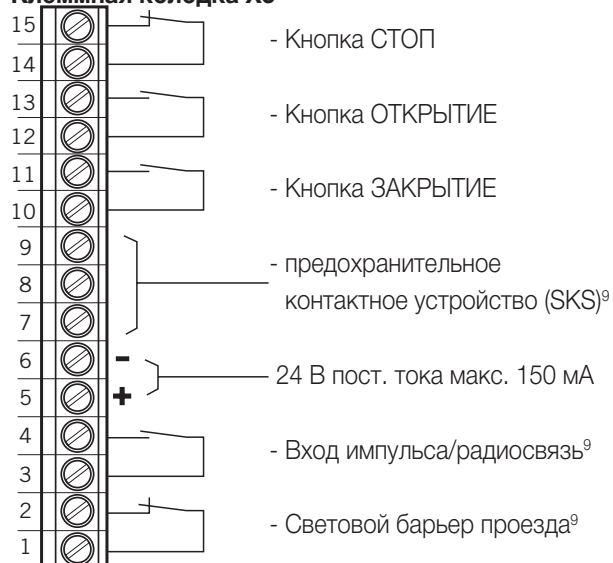 Клеммная колодка X3
15
- Кнопка СТОП
14
13
- Кнопка ОТКРЫТИЕ
12
11
- Кнопка ЗАКРЫТИЕ
10
9
- предохранительное
8
контактное устройство (SKS)⁹
7
6 -
24 В пост. тока макс. 150 мА
5 +
4
- Вход импульса/радиосвязь⁹
3
2
- Световой барьер проезда⁹
1